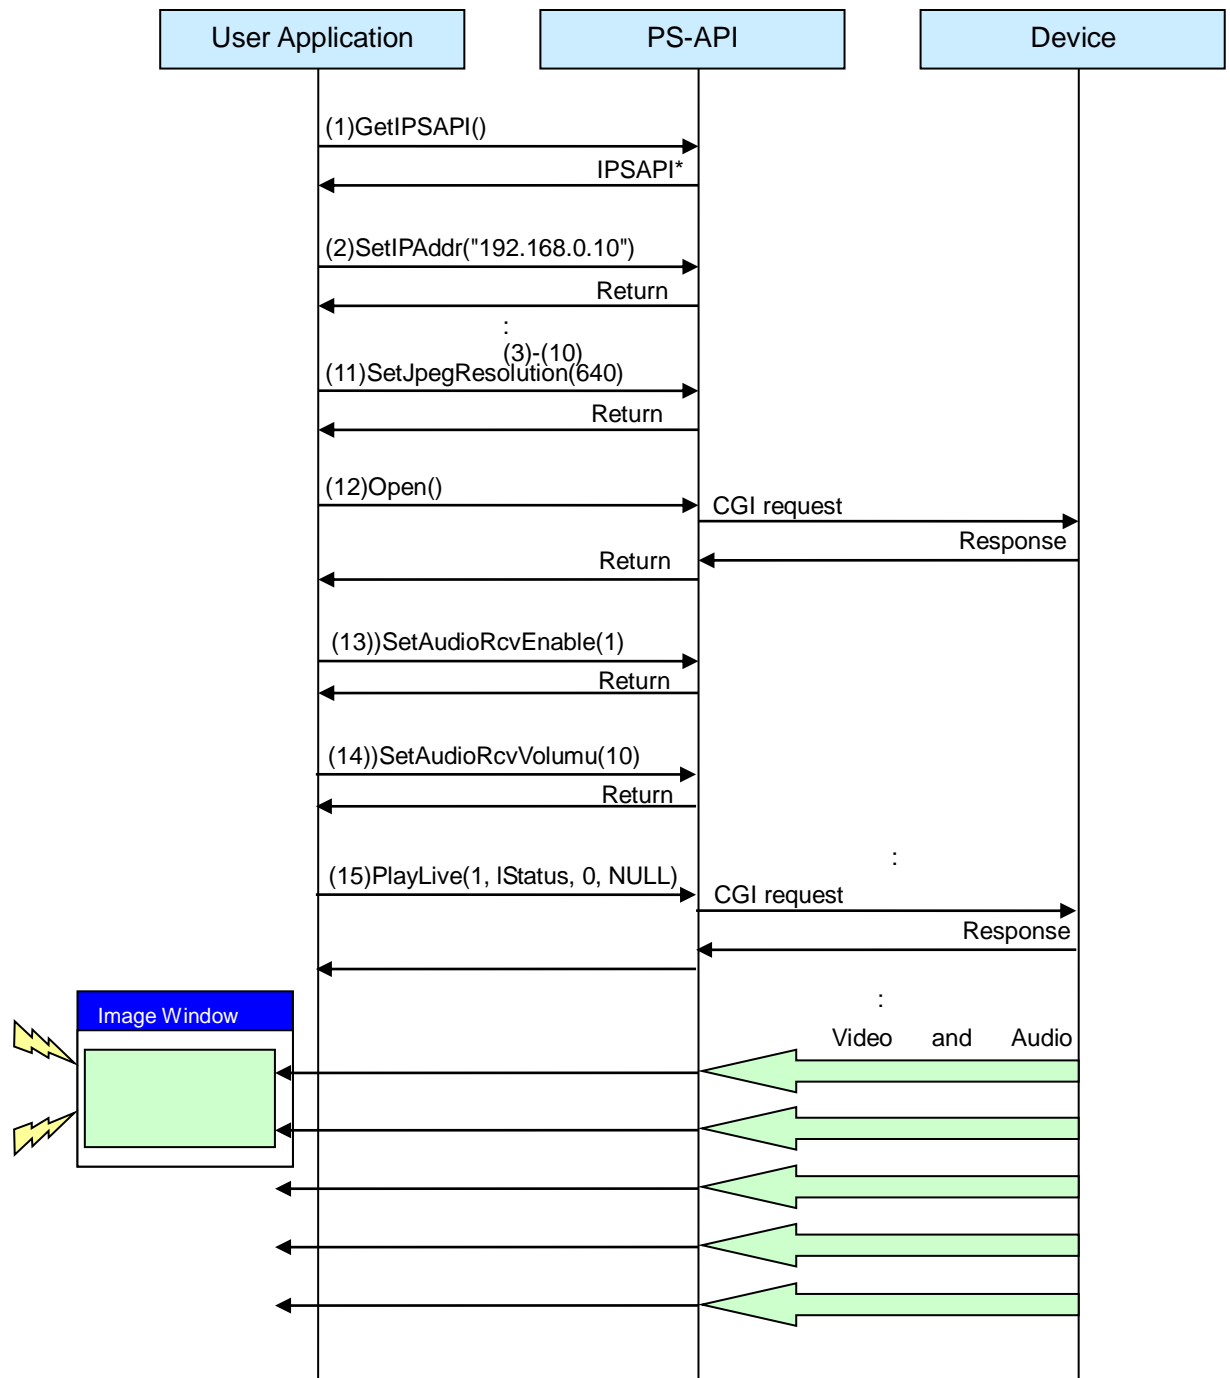 User Application
PS-API
Device
(1)GetIPSAPI()
IPSAPI*
(2)SetIPAddr("192.168.0.10")
Return
:
(3)-(10)
(11)SetJpegResolution(640)
Return
(12)Open()
CGI request
Response
Return
(13))SetAudioRcvEnable(1)
Return
(14))SetAudioRcvVolumu(10)
Return
:
(15)PlayLive(1, lStatus, 0, NULL)
CGI request
Response
:
Image Window
Video and Audio